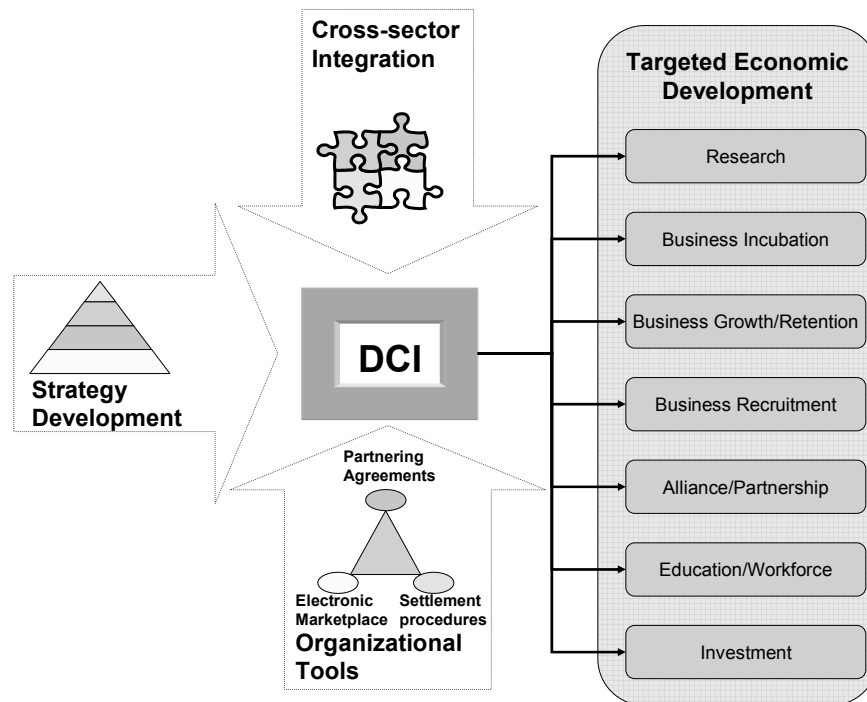 Cross-sector
Integration
Strategy
Development
DCI
Partnering
Agreements
Electronic
Marketplace
Settlement
procedures
Organizational
Tools
Targeted Economic
Development
Research
Business Incubation
Business Growth/Retention
Business Recruitment
Alliance/Partnership
Education/Workforce
Investment